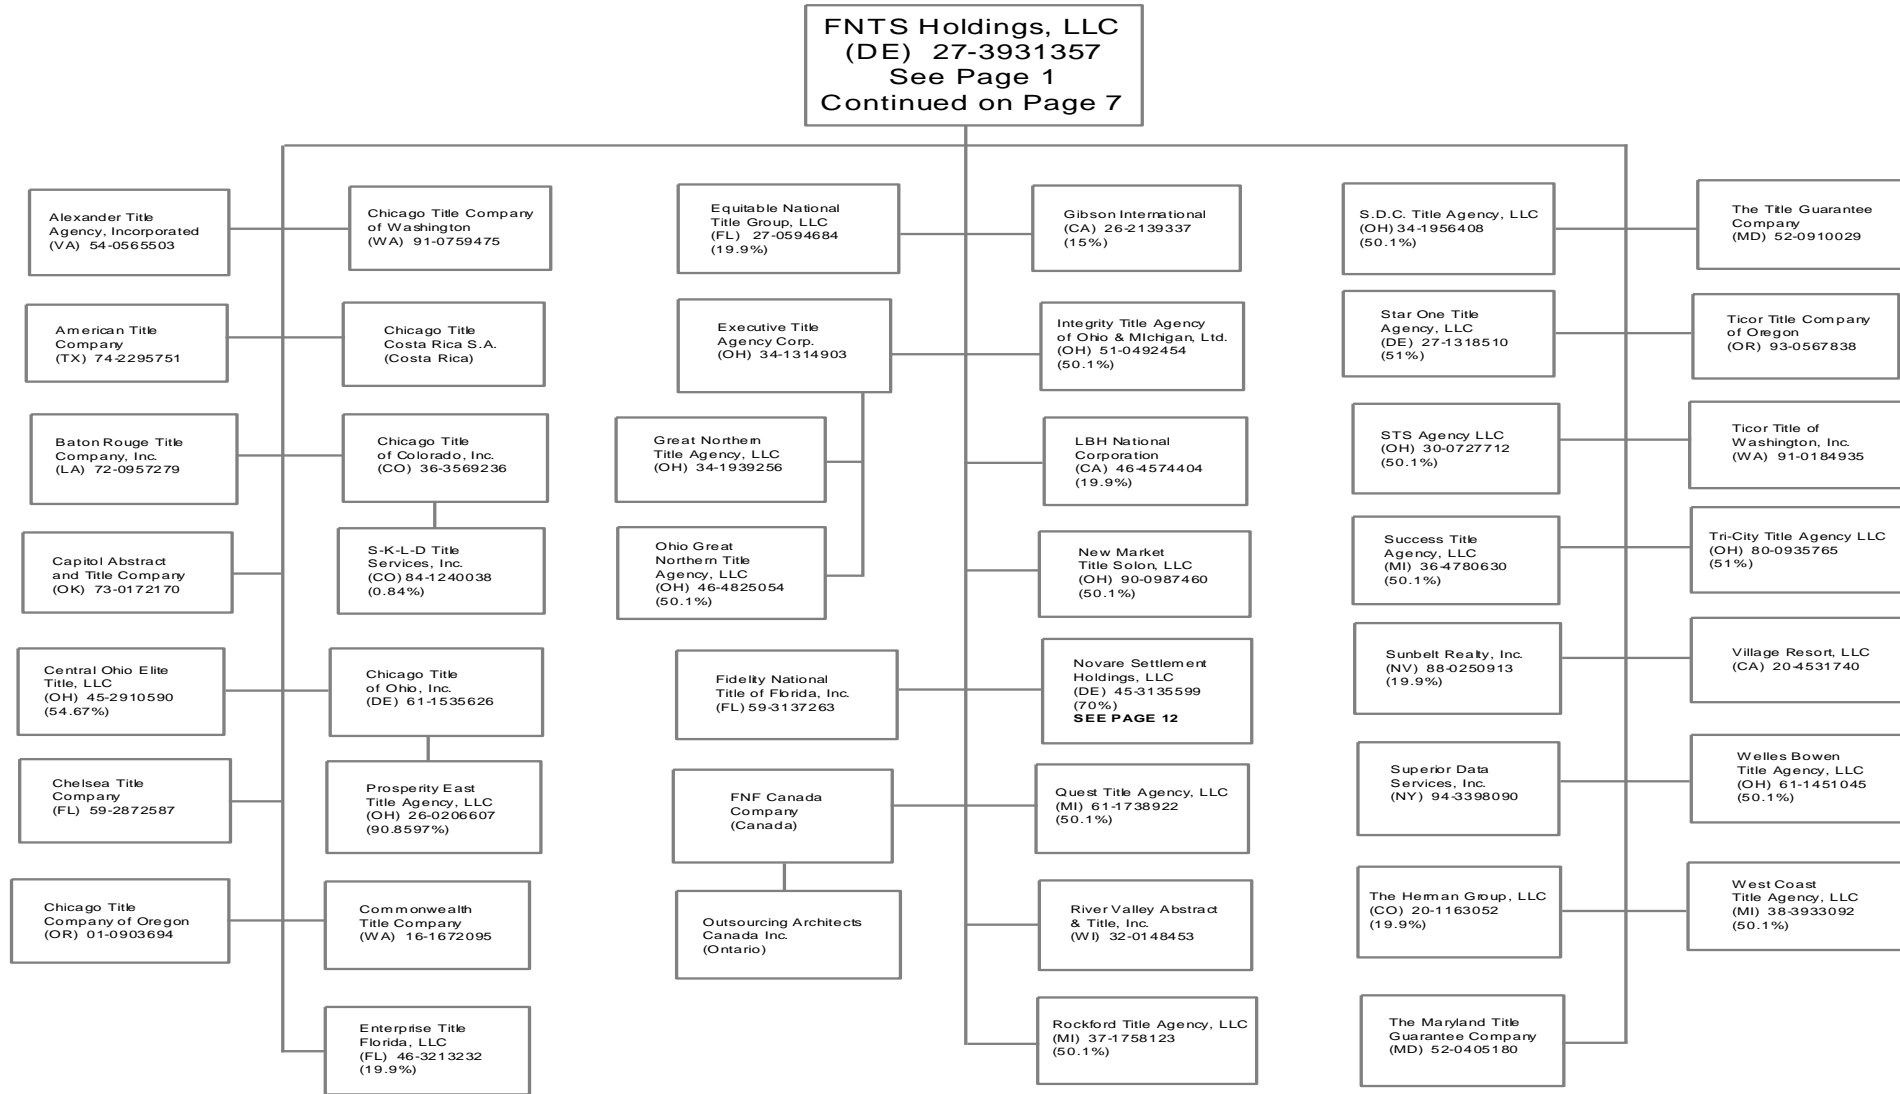 FNTS Holdings, LLC
(DE) 27-3931357
See Page 1
Continued on Page 7
Alexander Title
Agency, Incorporated
(VA) 54-0565503
Chicago Title Company
of Washington
(WA) 91-0759475
American Title
Company
(TX) 74-2295751
Chicago Title
Costa Rica S.A.
(Costa Rica)
Baton Rouge Title
Company, Inc.
(LA) 72-0957279
Chicago Title
of Colorado, Inc.
(CO) 36-3569236
Capitol Abstract
and Title Company
(OK) 73-0172170
S-K-L-D Title
Services, Inc.
(CO) 84-1240038
(0.84%)
Central Ohio Elite
Title, LLC
(OH) 45-2910590
(54.67%)
Chicago Title
of Ohio, Inc.
(DE) 61-1535626
Chelsea Title
Company
(FL) 59-2872587
Prosperity East
Title Agency, LLC
(OH) 26-0206607
(90.8597%)
Chicago Title
Company of Oregon
(OR) 01-0903694
Commonwealth
Title Company
(WA) 16-1672095
Enterprise Title
Florida, LLC
(FL) 46-3213232
(19.9%)
Equitable National
Title Group, LLC
(FL) 27-0594684
(19.9%)
Gibson International
(CA) 26-2139337
(15%)
Executive Title
Agency Corp.
(OH) 34-1314903
Integrity Title Agency
of Ohio & MIchigan, Ltd.
(OH) 51-0492454
(50.1%)
Great Northern
Title Agency, LLC
(OH) 34-1939256
LBH National
Corporation
(CA) 46-4574404
(19.9%)
Ohio Great
Northern Title
Agency, LLC
(OH) 46-4825054
(50.1%)
New Market
Title Solon, LLC
(OH) 90-0987460
(50.1%)
Fidelity National
Title of Florida, Inc.
(FL) 59-3137263
Novare Settlement
Holdings, LLC
(DE) 45-3135599
(70%)
SEE PAGE 12
FNF Canada
Company
(Canada)
Quest Title Agency, LLC
(MI) 61-1738922
(50.1%)
Outsourcing Architects
Canada Inc.
(Ontario)
River Valley Abstract
& Title, Inc.
(WI) 32-0148453
Rockford Title Agency, LLC
(MI) 37-1758123
(50.1%)
S.D.C. Title Agency, LLC
(OH) 34-1956408
(50.1%)
The Title Guarantee
Company
(MD) 52-0910029
Star One Title
Agency, LLC
(DE) 27-1318510
(51%)
Ticor Title Company
of Oregon
(OR) 93-0567838
STS Agency LLC
(OH) 30-0727712
(50.1%)
Ticor Title of
Washington, Inc.
(WA) 91-0184935
Success Title
Agency, LLC
(MI) 36-4780630
(50.1%)
Tri-City Title Agency LLC
(OH) 80-0935765
(51%)
Sunbelt Realty, Inc.
(NV) 88-0250913
(19.9%)
Village Resort, LLC
(CA) 20-4531740
Superior Data
Services, Inc.
(NY) 94-3398090
Welles Bowen
Title Agency, LLC
(OH) 61-1451045
(50.1%)
The Herman Group, LLC
(CO) 20-1163052
(19.9%)
West Coast
Title Agency, LLC
(MI) 38-3933092
(50.1%)
The Maryland Title
Guarantee Company
(MD) 52-0405180